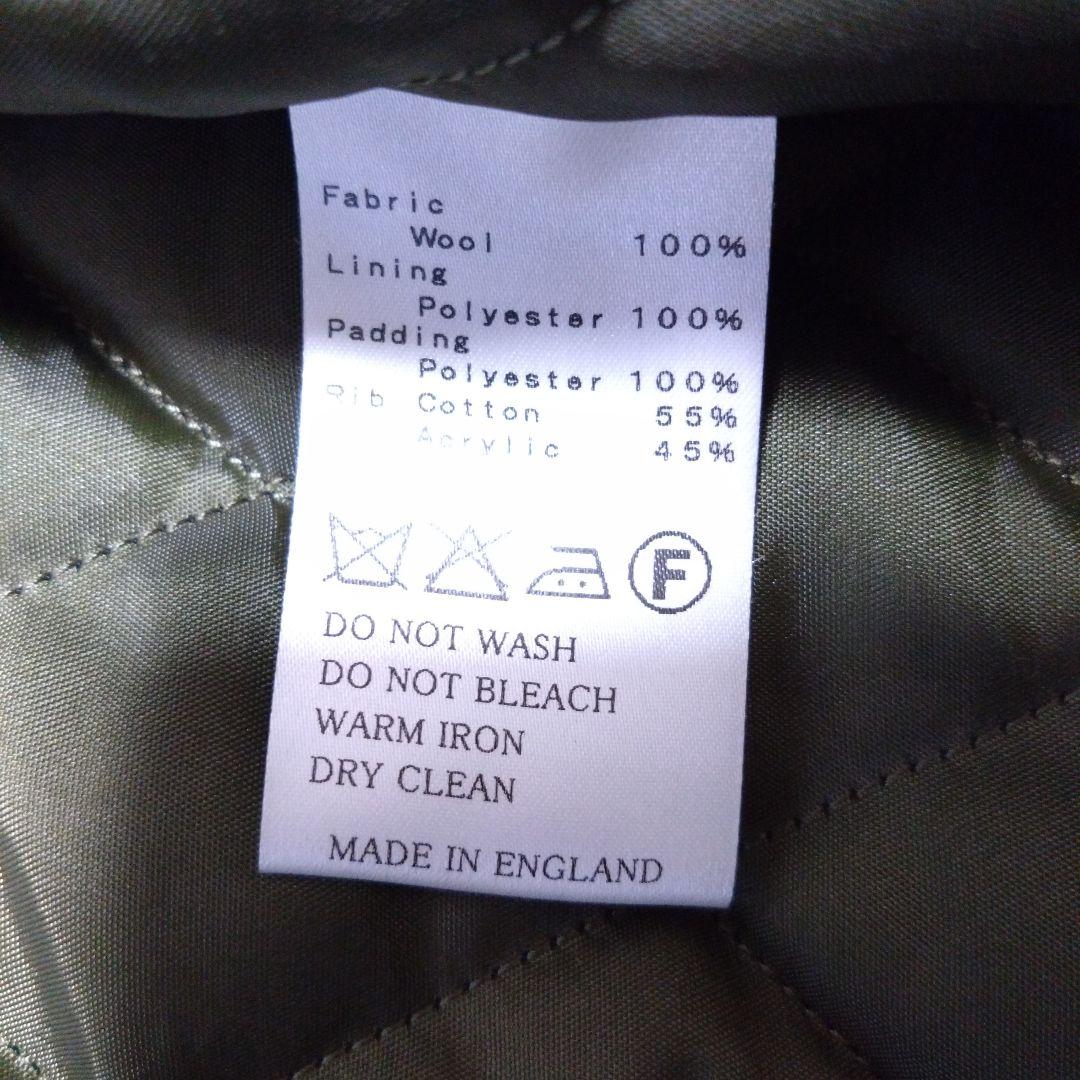 Fabric
Wool 100%
Lining
Polyester 100%
Padding
Polyester 100%
Rib Cotton 55%
Acrylic 45%
F
DO NOT WASH
DO NOT BLEACH
WARM IRON
DRY CLEAN
MADE IN ENGLAND